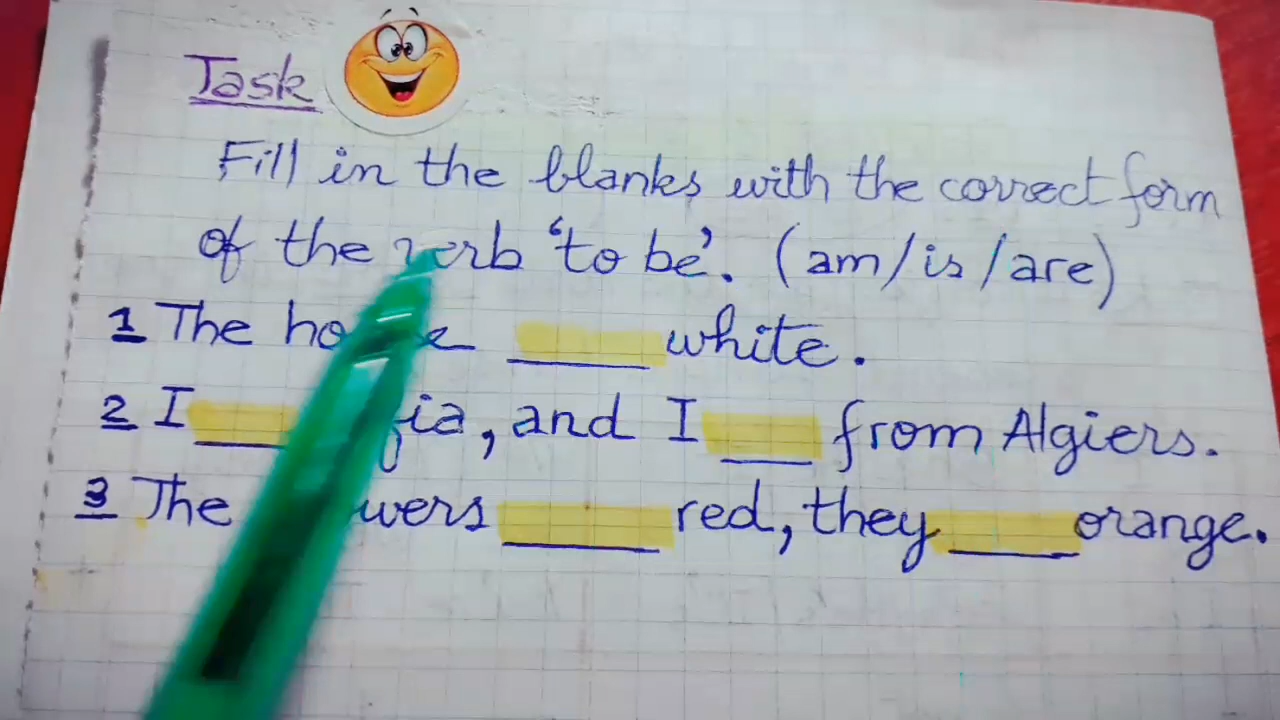 Task
Fill in the blanks with the correct form
of the verb 'to be'. (am/is/are)
1 The ____ white.
2 I ____ , and I ____ from Algiers.
3 The ____ red, they ____ orange.